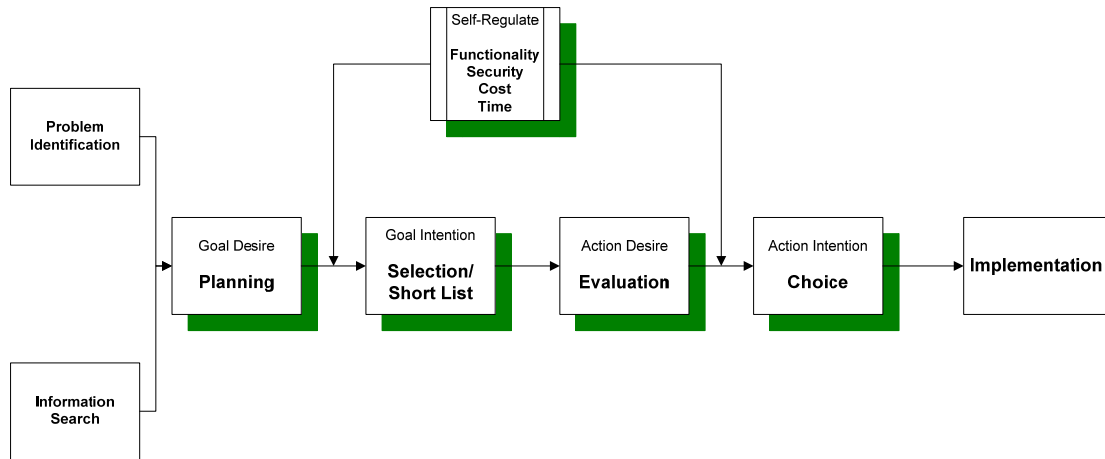 Self-Regulate
Functionality
Security
Cost
Time
Problem
Identification
Goal Desire
Planning
Goal Intention
Selection/
Short List
Action Desire
Evaluation
Action Intention
Choice
Implementation
Information
Search